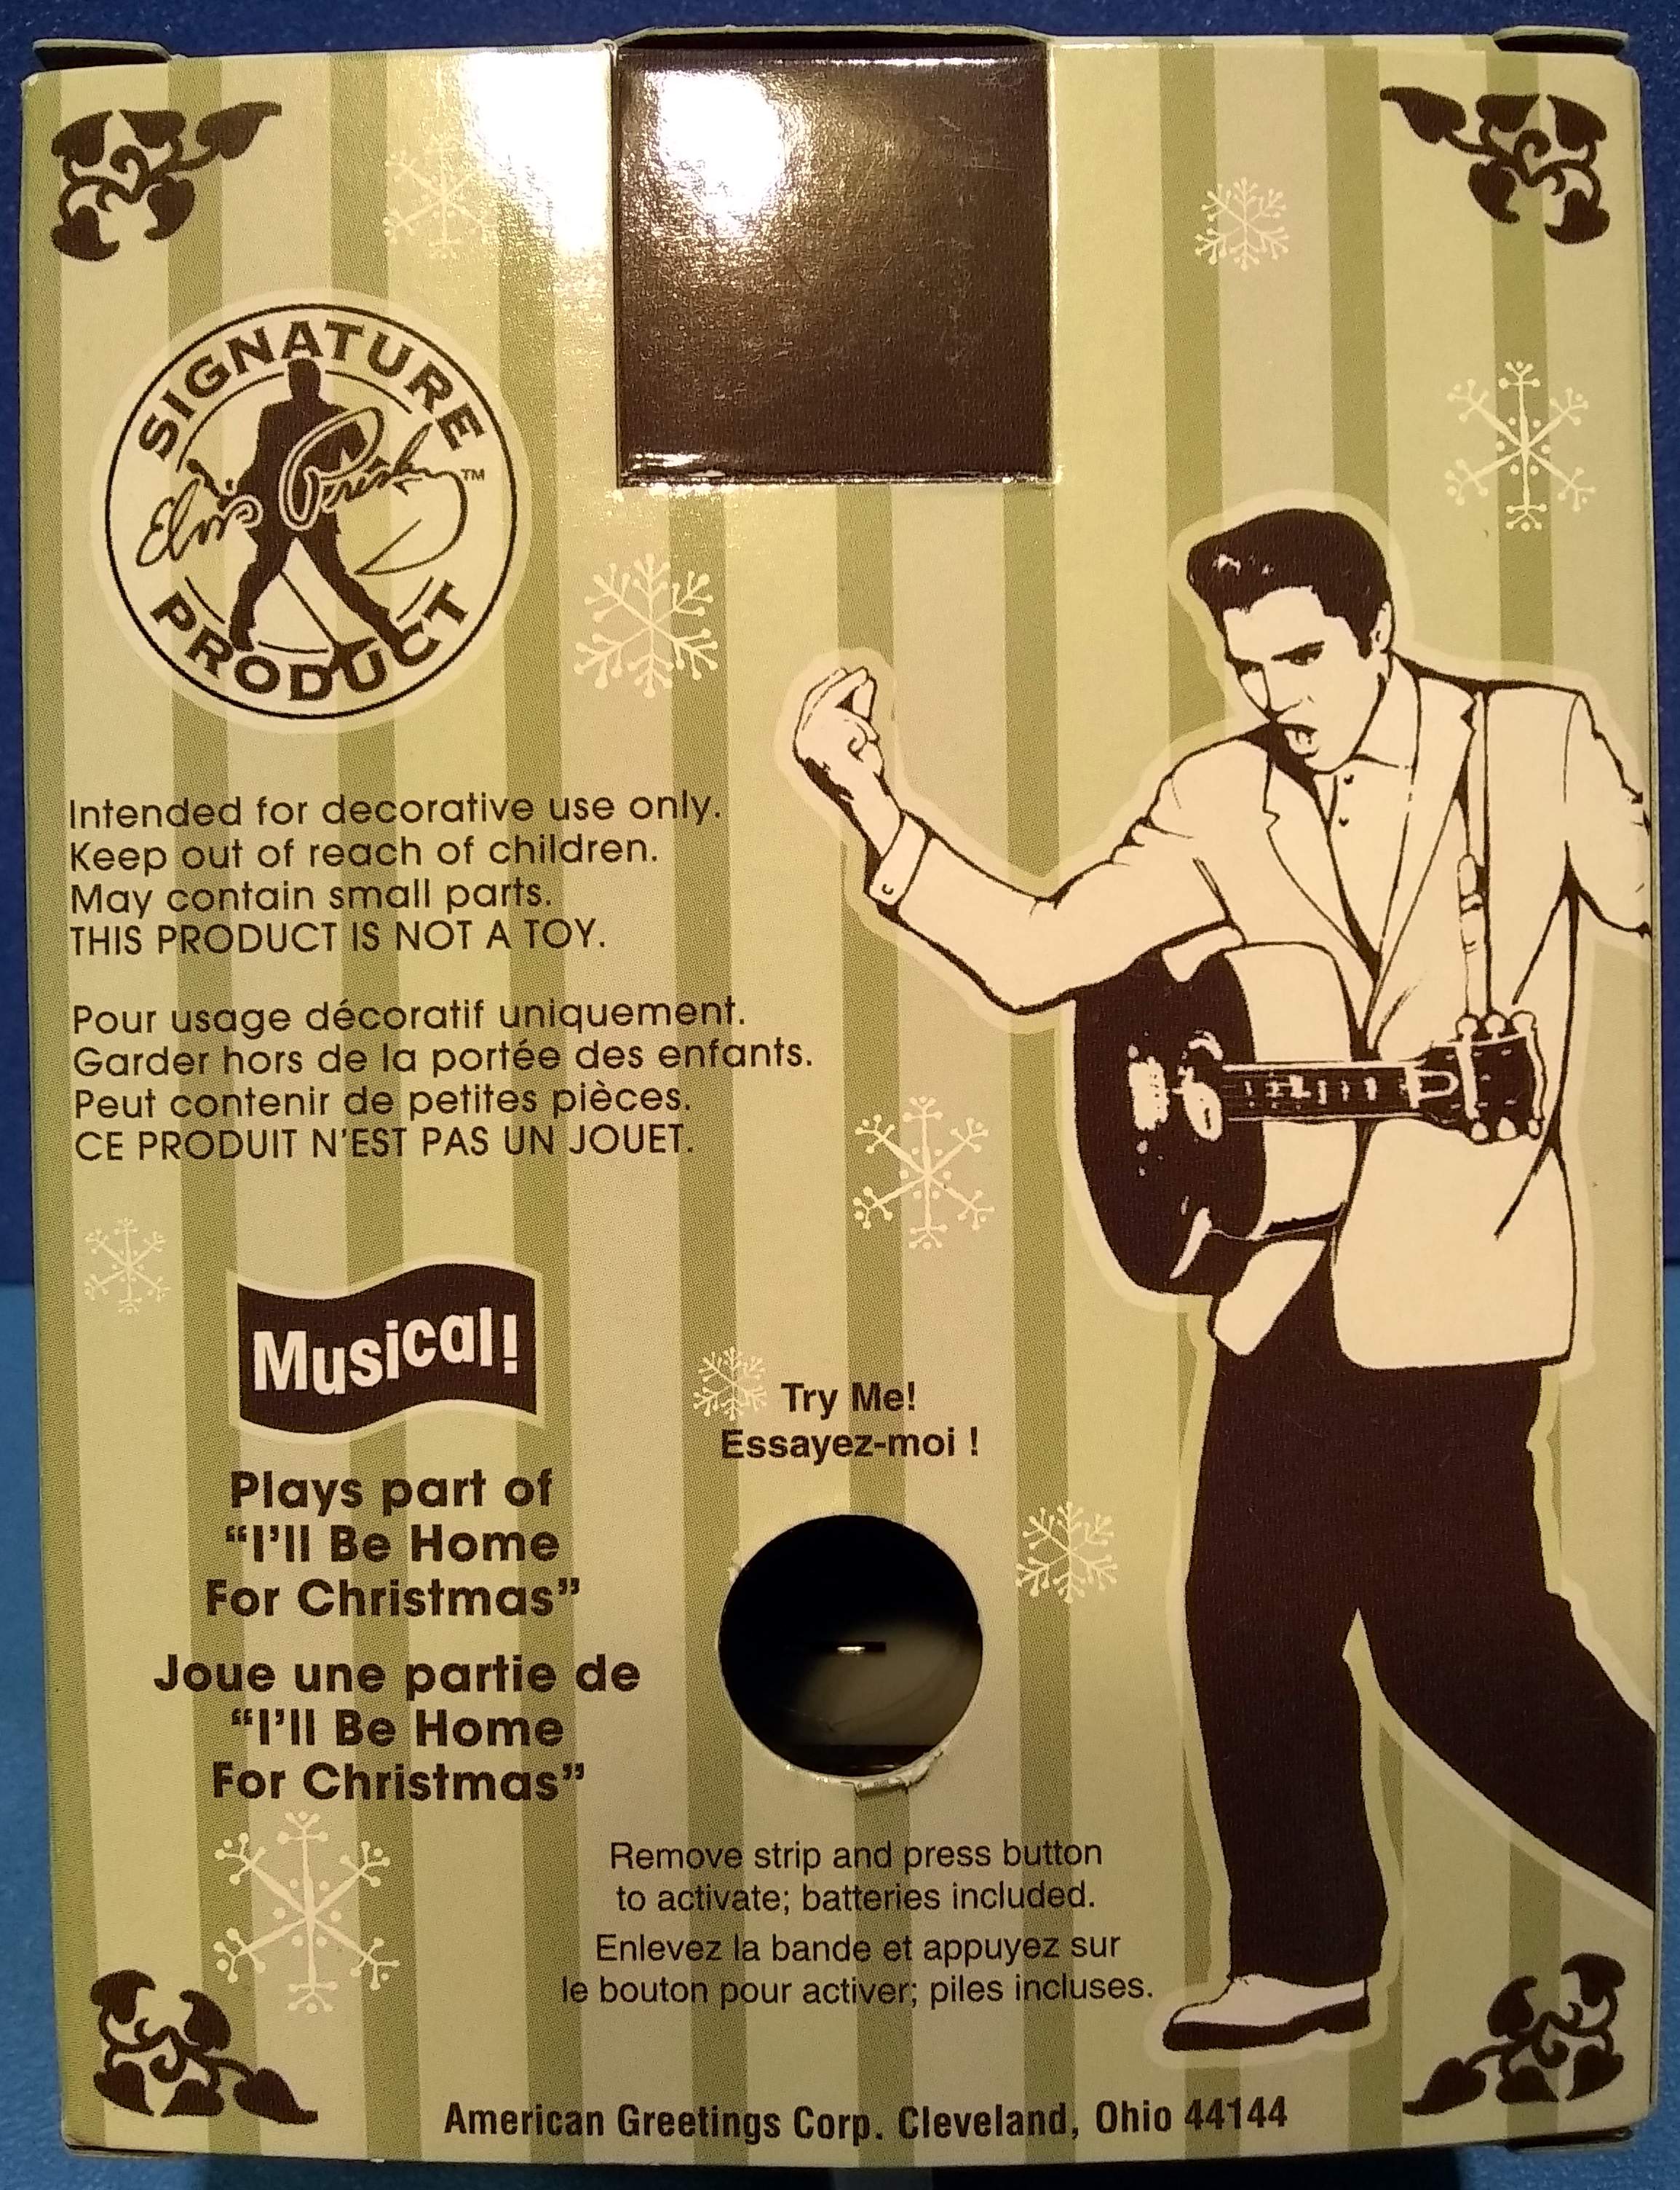 SIGNATURE
Elvis Presley™
PRODUCT
Intended for decorative use only.
Keep out of reach of children.
May contain small parts.
THIS PRODUCT IS NOT A TOY.
Pour usage décoratif uniquement.
Garder hors de la portée des enfants.
Peut contenir de petites pièces.
CE PRODUIT N'EST PAS UN JOUET.
Musical!
Plays part of
“I’ll Be Home
For Christmas”
Joue une partie de
“I’ll Be Home
For Christmas”
Try Me!
Essayez-moi !
Remove strip and press button
to activate; batteries included.
Enlevez la bande et appuyez sur
le bouton pour activer; piles incluses.
American Greetings Corp. Cleveland, Ohio 44144